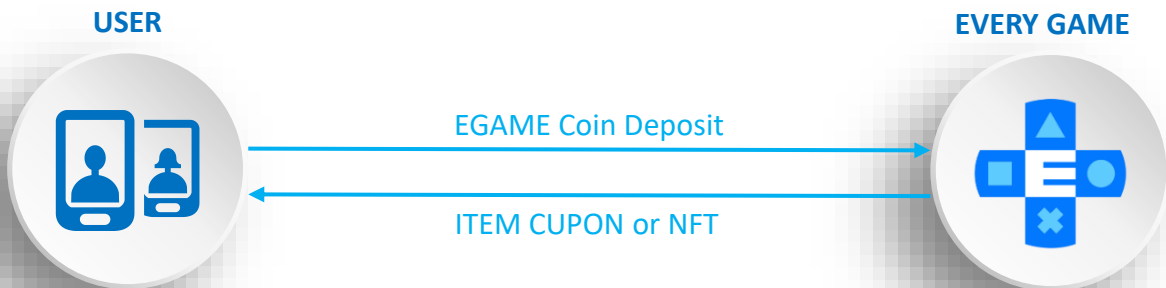 USER
EVERY GAME
EGAME Coin Deposit
ITEM CUPON or NFT
E